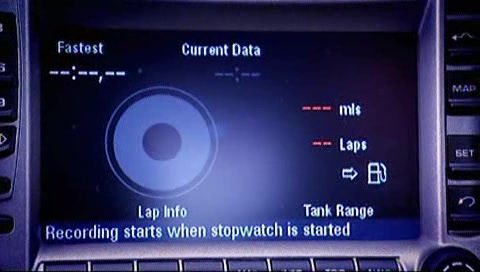 Fastest
Current Data
--:--,--
--:--
--- mls
-- Laps
Lap Info
Tank Range
Recording starts when stopwatch is started
MAP
SET